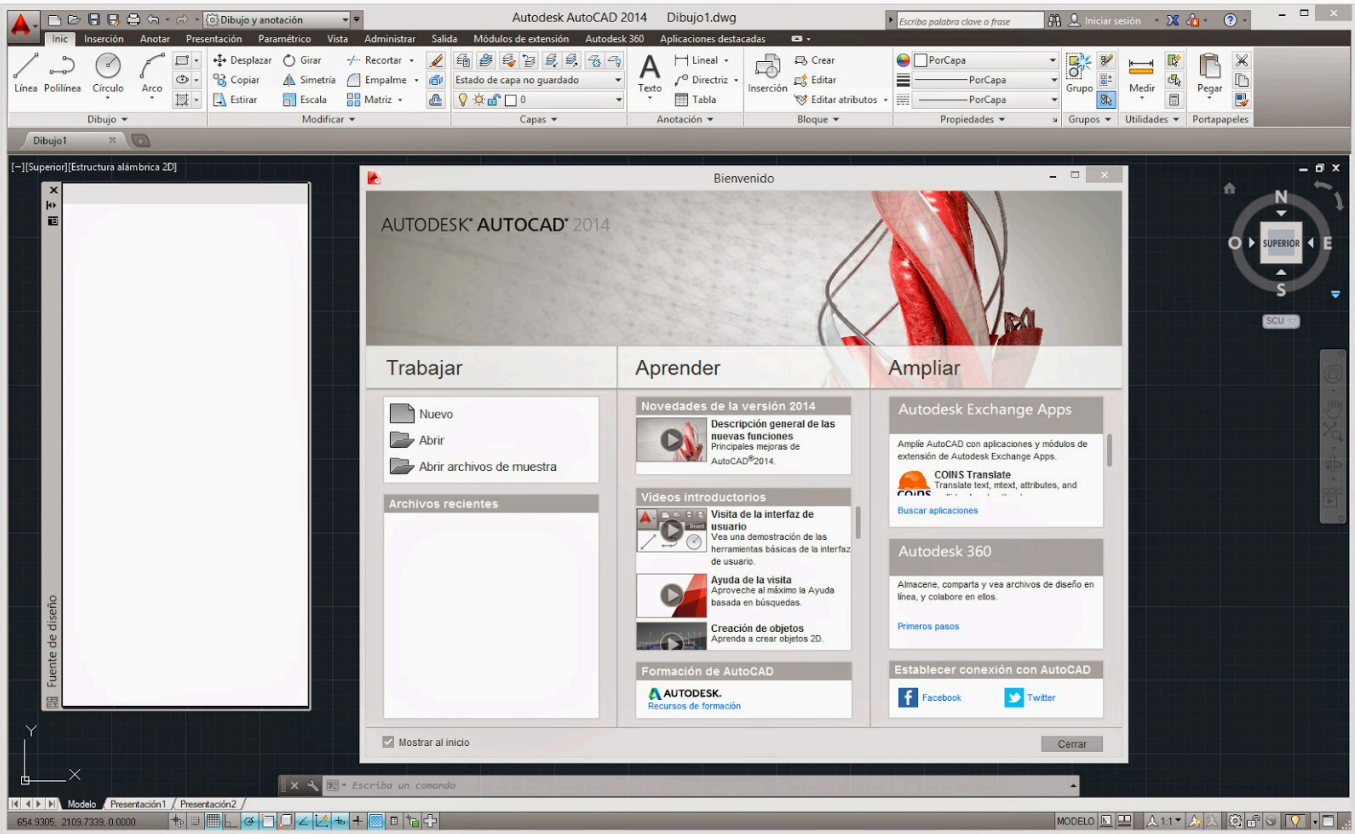 Dibujo y anotación
Autodesk AutoCAD 2014 Dibujo1.dwg
Escriba palabra clave o frase
Iniciar sesión
Inic Inserción Anotar Presentación Paramétrico Vista Administrar Salida Módulos de extensión Autodesk 360 Aplicaciones destacadas
Línea Polilínea Círculo Arco
Desplazar Girar Recortar
Copiar Simetría Empalme
Estirar Escala Matriz
Estado de capa no guardado
0
Texto
Lineal
Directriz
Tabla
Inserción
Crear
Editar
Editar atributos
PorCapa
PorCapa
PorCapa
Grupo
Medir
Pegar
Dibujo Modificar Capas Anotación Bloque Propiedades Grupos Utilidades Portapapeles
Dibujo1
[−][Superior][Estructura alámbrica 2D]
Fuente de diseño
Bienvenido
AUTODESK® AUTOCAD® 2014
Trabajar
Nuevo
Abrir
Abrir archivos de muestra
Archivos recientes
Aprender
Novedades de la versión 2014
Descripción general de las
nuevas funciones
Principales mejoras de
AutoCAD®2014.
Vídeos introductorios
Insert
Visita de la interfaz de
usuario
Vea una demostración de las
herramientas básicas de la interfaz
de usuario.
Ayuda de la visita
Aproveche al máximo la Ayuda
basada en búsquedas.
Creación de objetos
Aprenda a crear objetos 2D.
Formación de AutoCAD
AUTODESK.
Recursos de formación
Ampliar
Autodesk Exchange Apps
Amplíe AutoCAD con aplicaciones y módulos de
extensión de Autodesk Exchange Apps.
COINS
COINS Translate
Translate text, mtext, attributes, and
Buscar aplicaciones
Autodesk 360
Almacene, comparta y vea archivos de diseño en
línea, y colabore en ellos.
Primeros pasos
Establecer conexión con AutoCAD
Facebook
Twitter
Mostrar al inicio
Cerrar
N
O SUPERIOR E
S
SCU
Y
X
Escriba un comando
Modelo Presentación1 Presentación2
654.9305, 2109.7339, 0.0000
MODELO
1:1